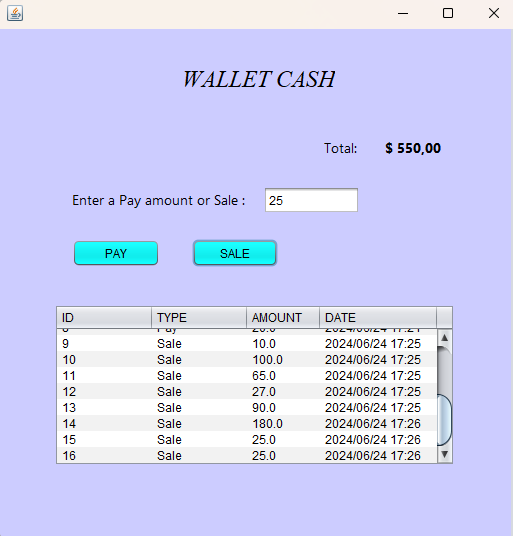 WALLET CASH
Total: $ 550,00
Enter a Pay amount or Sale : 25
PAY SALE
ID TYPE AMOUNT DATE
8 Pay 20.0 2024/06/24 17:21
9 Sale 10.0 2024/06/24 17:25
10 Sale 100.0 2024/06/24 17:25
11 Sale 65.0 2024/06/24 17:25
12 Sale 27.0 2024/06/24 17:25
13 Sale 90.0 2024/06/24 17:25
14 Sale 180.0 2024/06/24 17:26
15 Sale 25.0 2024/06/24 17:26
16 Sale 25.0 2024/06/24 17:26